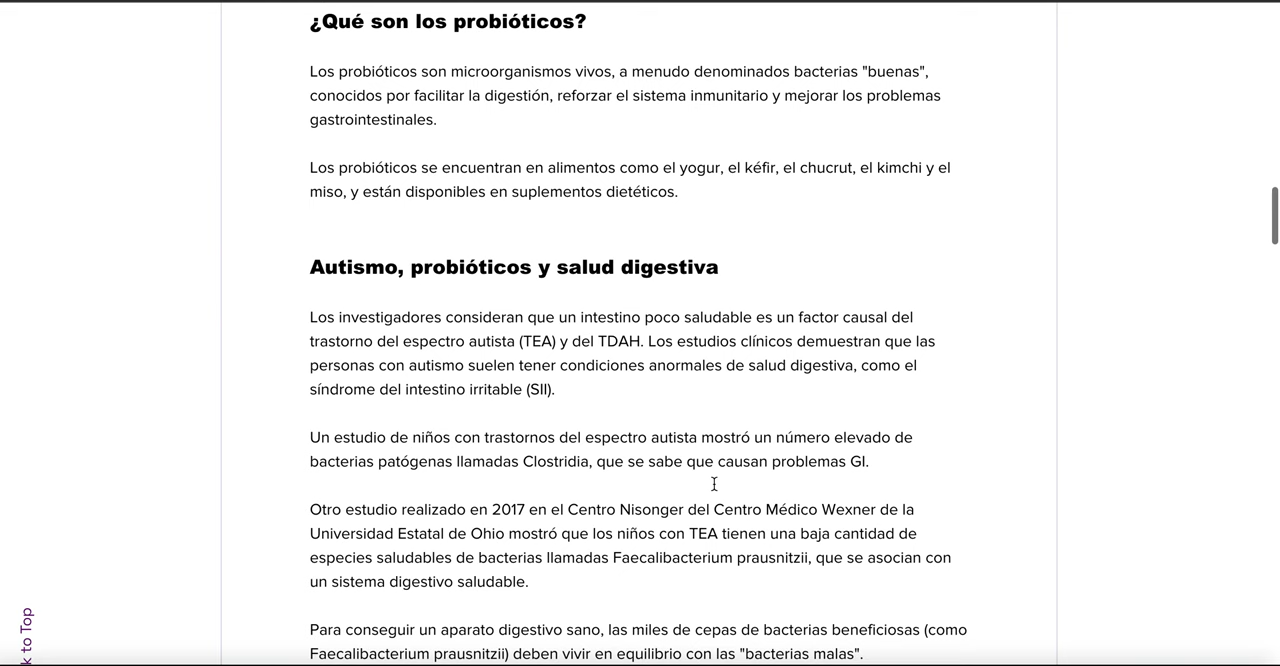 ¿Qué son los probióticos?
Los probióticos son microorganismos vivos, a menudo denominados bacterias "buenas",
conocidos por facilitar la digestión, reforzar el sistema inmunitario y mejorar los problemas
gastrointestinales.
Los probióticos se encuentran en alimentos como el yogur, el kéfir, el chucrut, el kimchi y el
miso, y están disponibles en suplementos dietéticos.
Autismo, probióticos y salud digestiva
Los investigadores consideran que un intestino poco saludable es un factor causal del
trastorno del espectro autista (TEA) y del TDAH. Los estudios clínicos demuestran que las
personas con autismo suelen tener condiciones anormales de salud digestiva, como el
síndrome del intestino irritable (SII).
Un estudio de niños con trastornos del espectro autista mostró un número elevado de
bacterias patógenas llamadas Clostridia, que se sabe que causan problemas GI.
Otro estudio realizado en 2017 en el Centro Nisonger del Centro Médico Wexner de la
Universidad Estatal de Ohio mostró que los niños con TEA tienen una baja cantidad de
especies saludables de bacterias llamadas Faecalibacterium prausnitzii, que se asocian con
un sistema digestivo saludable.
Para conseguir un aparato digestivo sano, las miles de cepas de bacterias beneficiosas (como
Faecalibacterium prausnitzii) deben vivir en equilibrio con las "bacterias malas".
k to Top